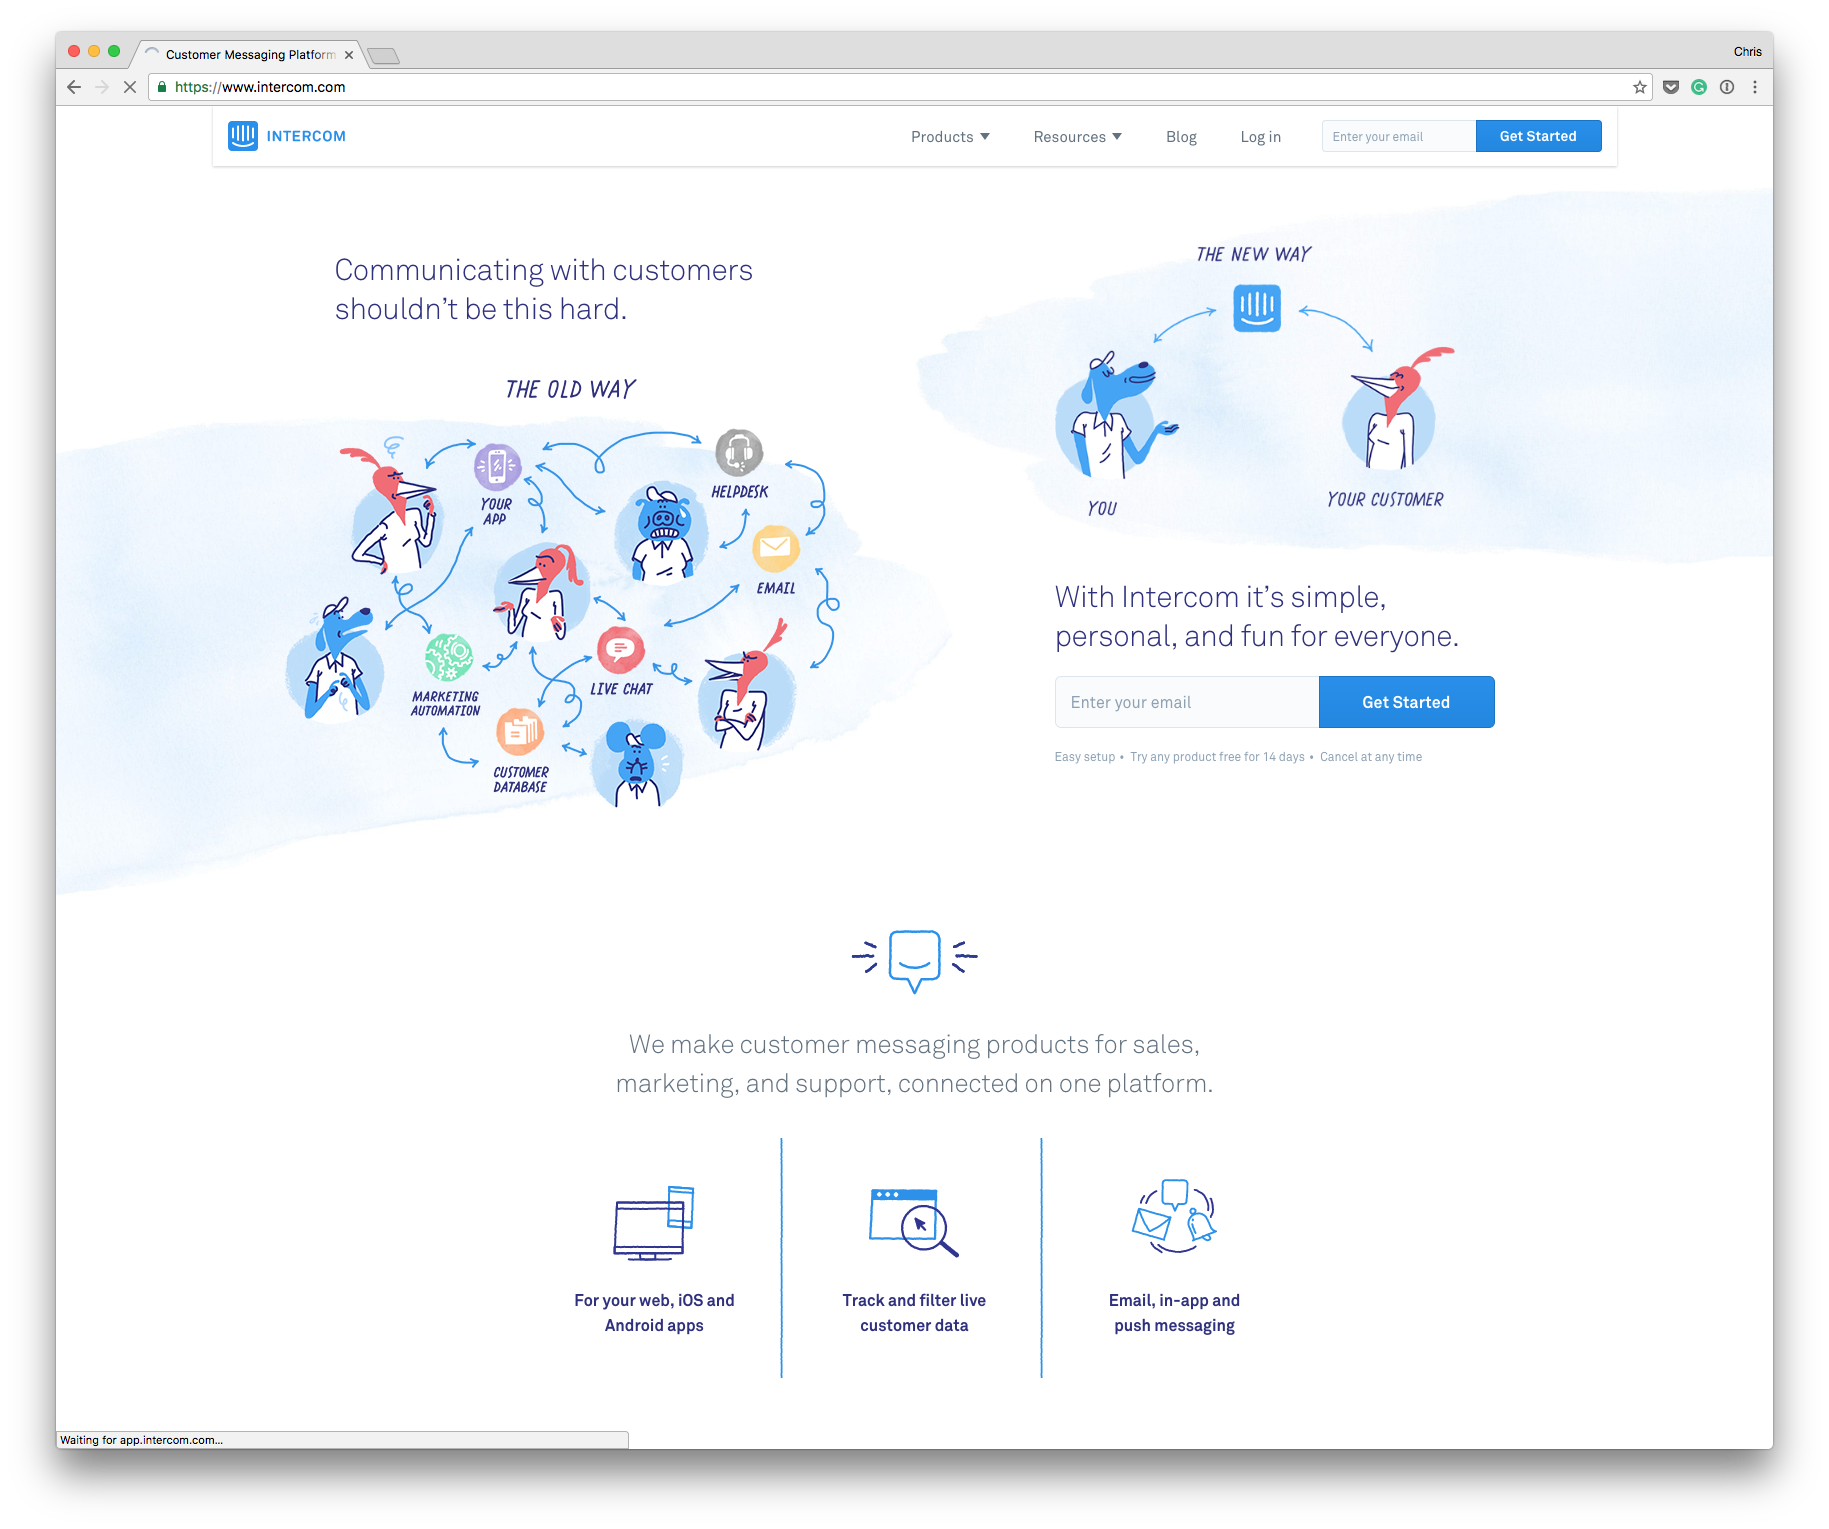 Customer Messaging Platform
Chris
https://www.intercom.com
INTERCOM
Products
Resources
Blog
Log in
Enter your email
Get Started
Communicating with customers
shouldn't be this hard.
THE OLD WAY
YOUR
APP
HELPDESK
EMAIL
MARKETING
AUTOMATION
LIVE CHAT
CUSTOMER
DATABASE
THE NEW WAY
YOU
YOUR CUSTOMER
With Intercom it's simple,
personal, and fun for everyone.
Enter your email
Get Started
Easy setup • Try any product free for 14 days • Cancel at any time
We make customer messaging products for sales,
marketing, and support, connected on one platform.
For your web, iOS and
Android apps
Track and filter live
customer data
Email, in-app and
push messaging
Waiting for app.intercom.com...